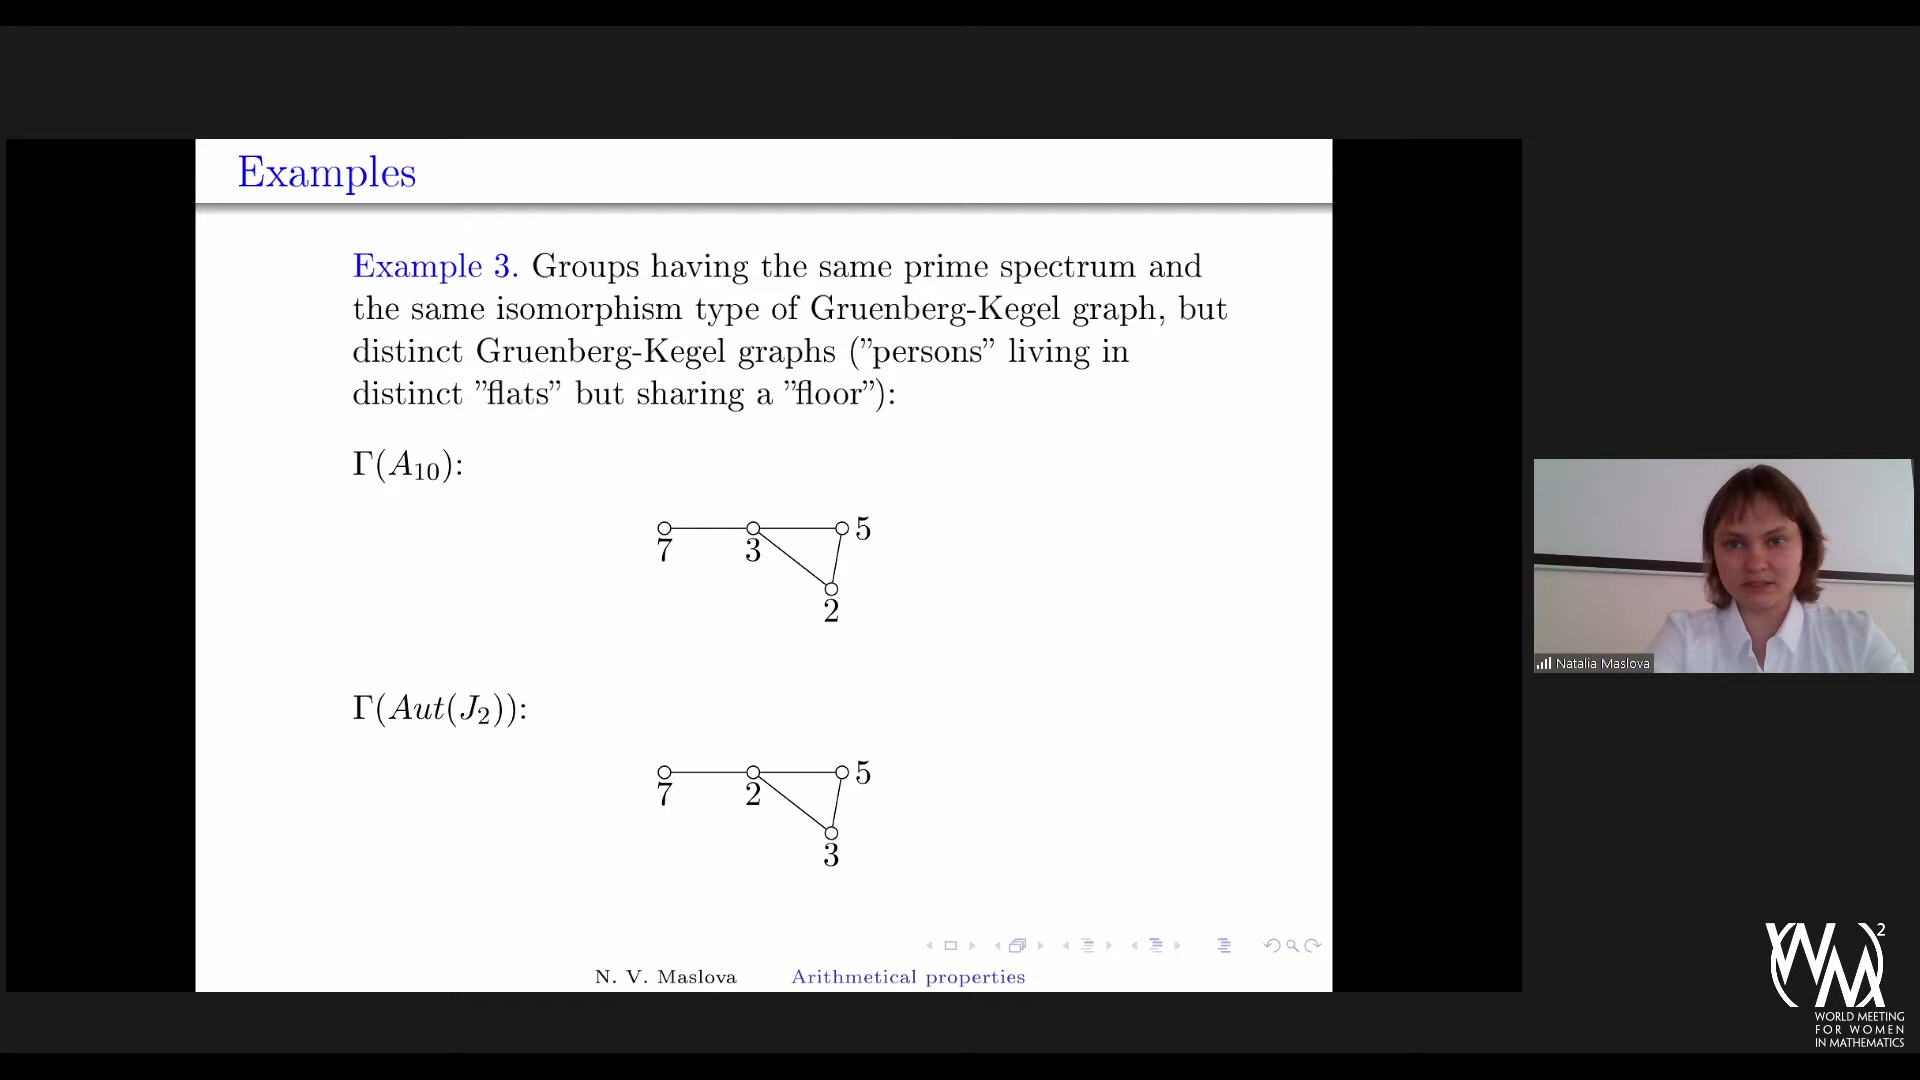 Examples
Example 3. Groups having the same prime spectrum and
the same isomorphism type of Gruenberg-Kegel graph, but
distinct Gruenberg-Kegel graphs (”persons” living in
distinct ”flats” but sharing a ”floor”):
Γ(A₁₀):
7 3 5
2
Γ(Aut(J₂)):
7 2 5
3
N. V. Maslova Arithmetical properties
Natalia Maslova
WM² 
WORLD MEETING
FOR WOMEN
IN MATHEMATICS